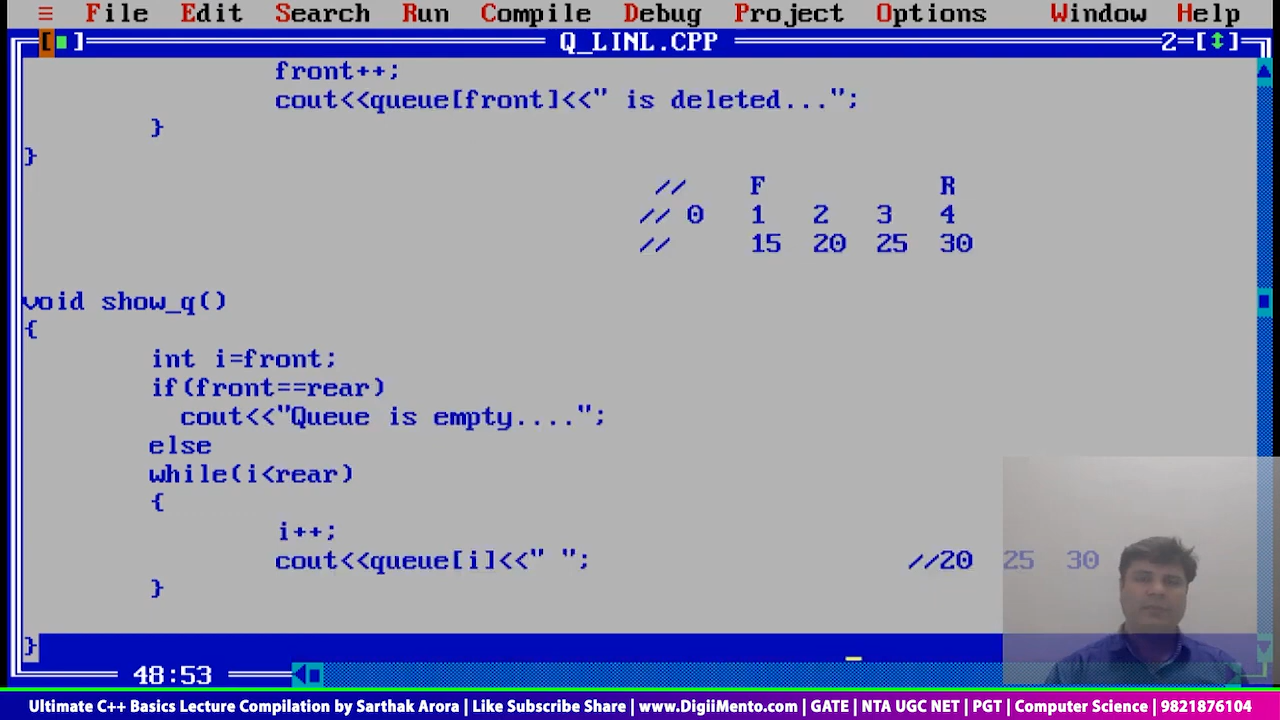 ≡ File Edit Search Run Compile Debug Project Options Window Help
[■] Q_LINL.CPP 2=[↕]
front++;
cout<<queue[front]<<" is deleted...";
}
}
// F R
// 0 1 2 3 4
// 15 20 25 30
void show_q()
{
int i=front;
if(front==rear)
cout<<"Queue is empty....";
else
while(i<rear)
{
i++;
cout<<queue[i]<<" "; //20 25 30
}
}
48:53
Ultimate C++ Basics Lecture Compilation by Sarthak Arora | Like Subscribe Share | www.DigiiMento.com | GATE | NTA UGC NET | PGT | Computer Science | 9821876104